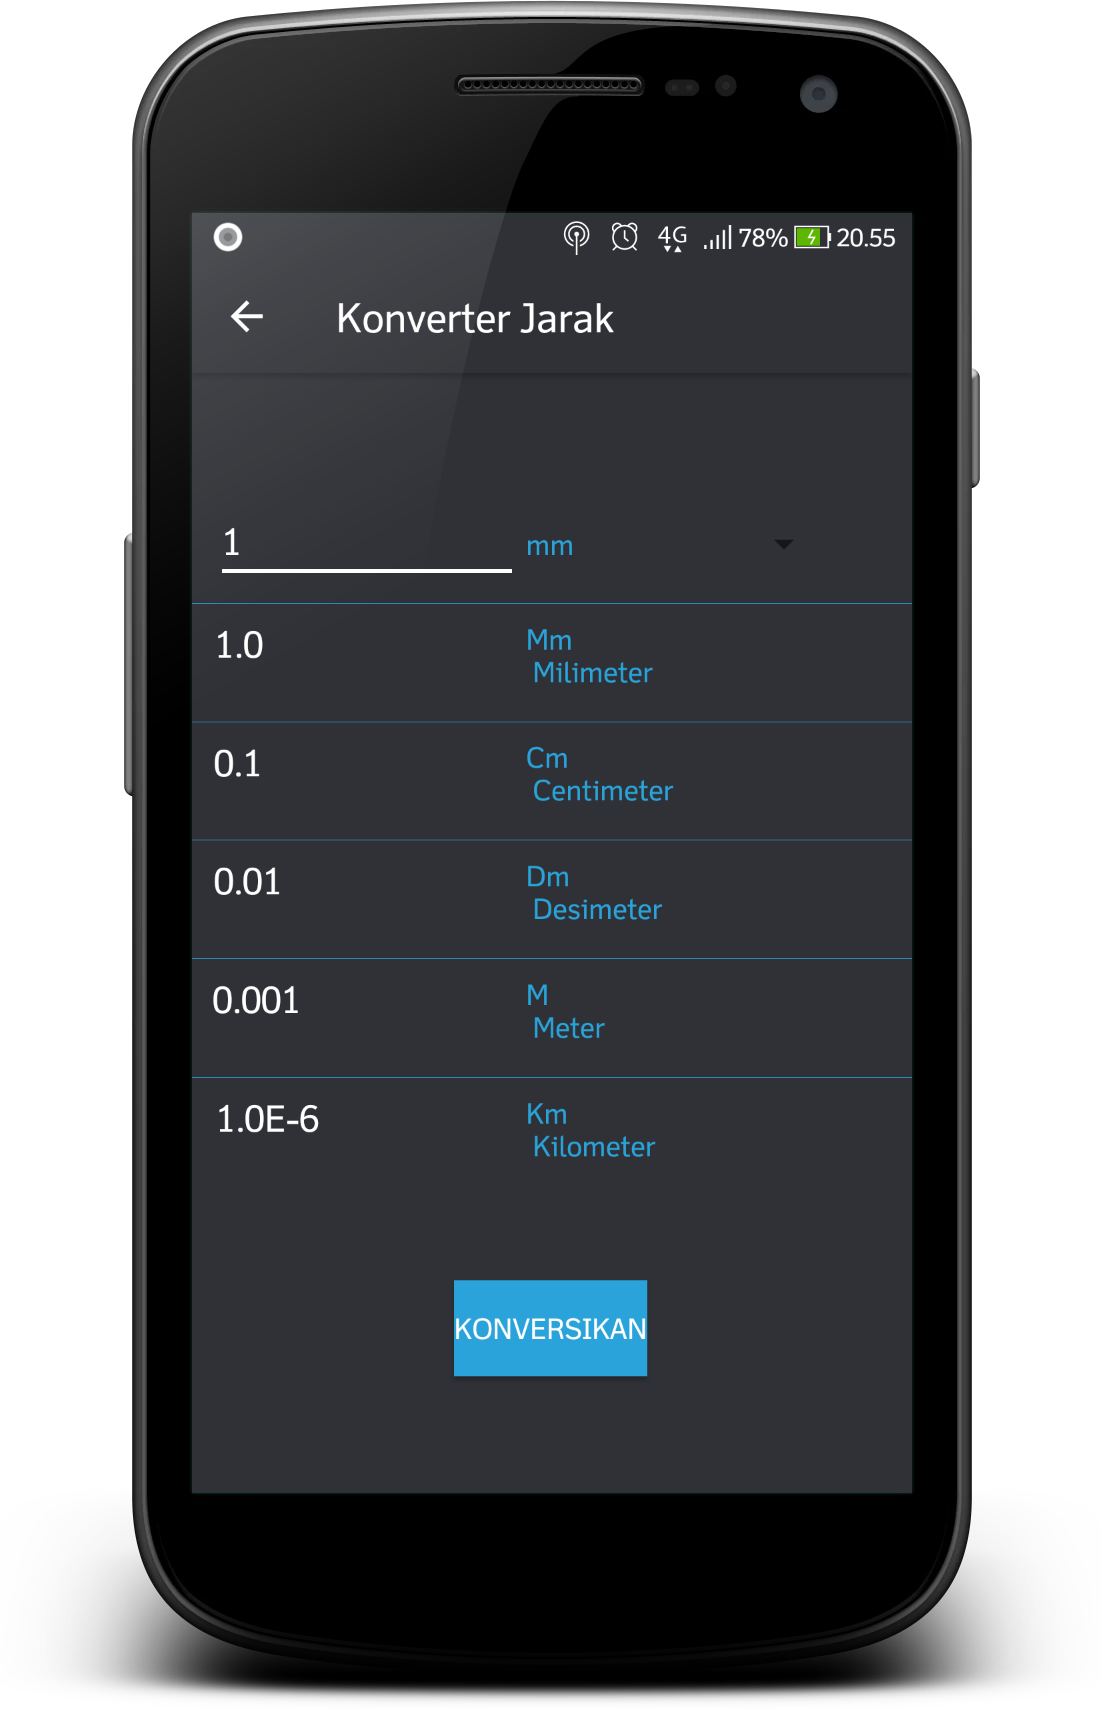 4G 78% 20.55
Konverter Jarak
1 mm
1.0 Mm
Milimeter
0.1 Cm
Centimeter
0.01 Dm
Desimeter
0.001 M
Meter
1.0E-6 Km
Kilometer
KONVERSIKAN